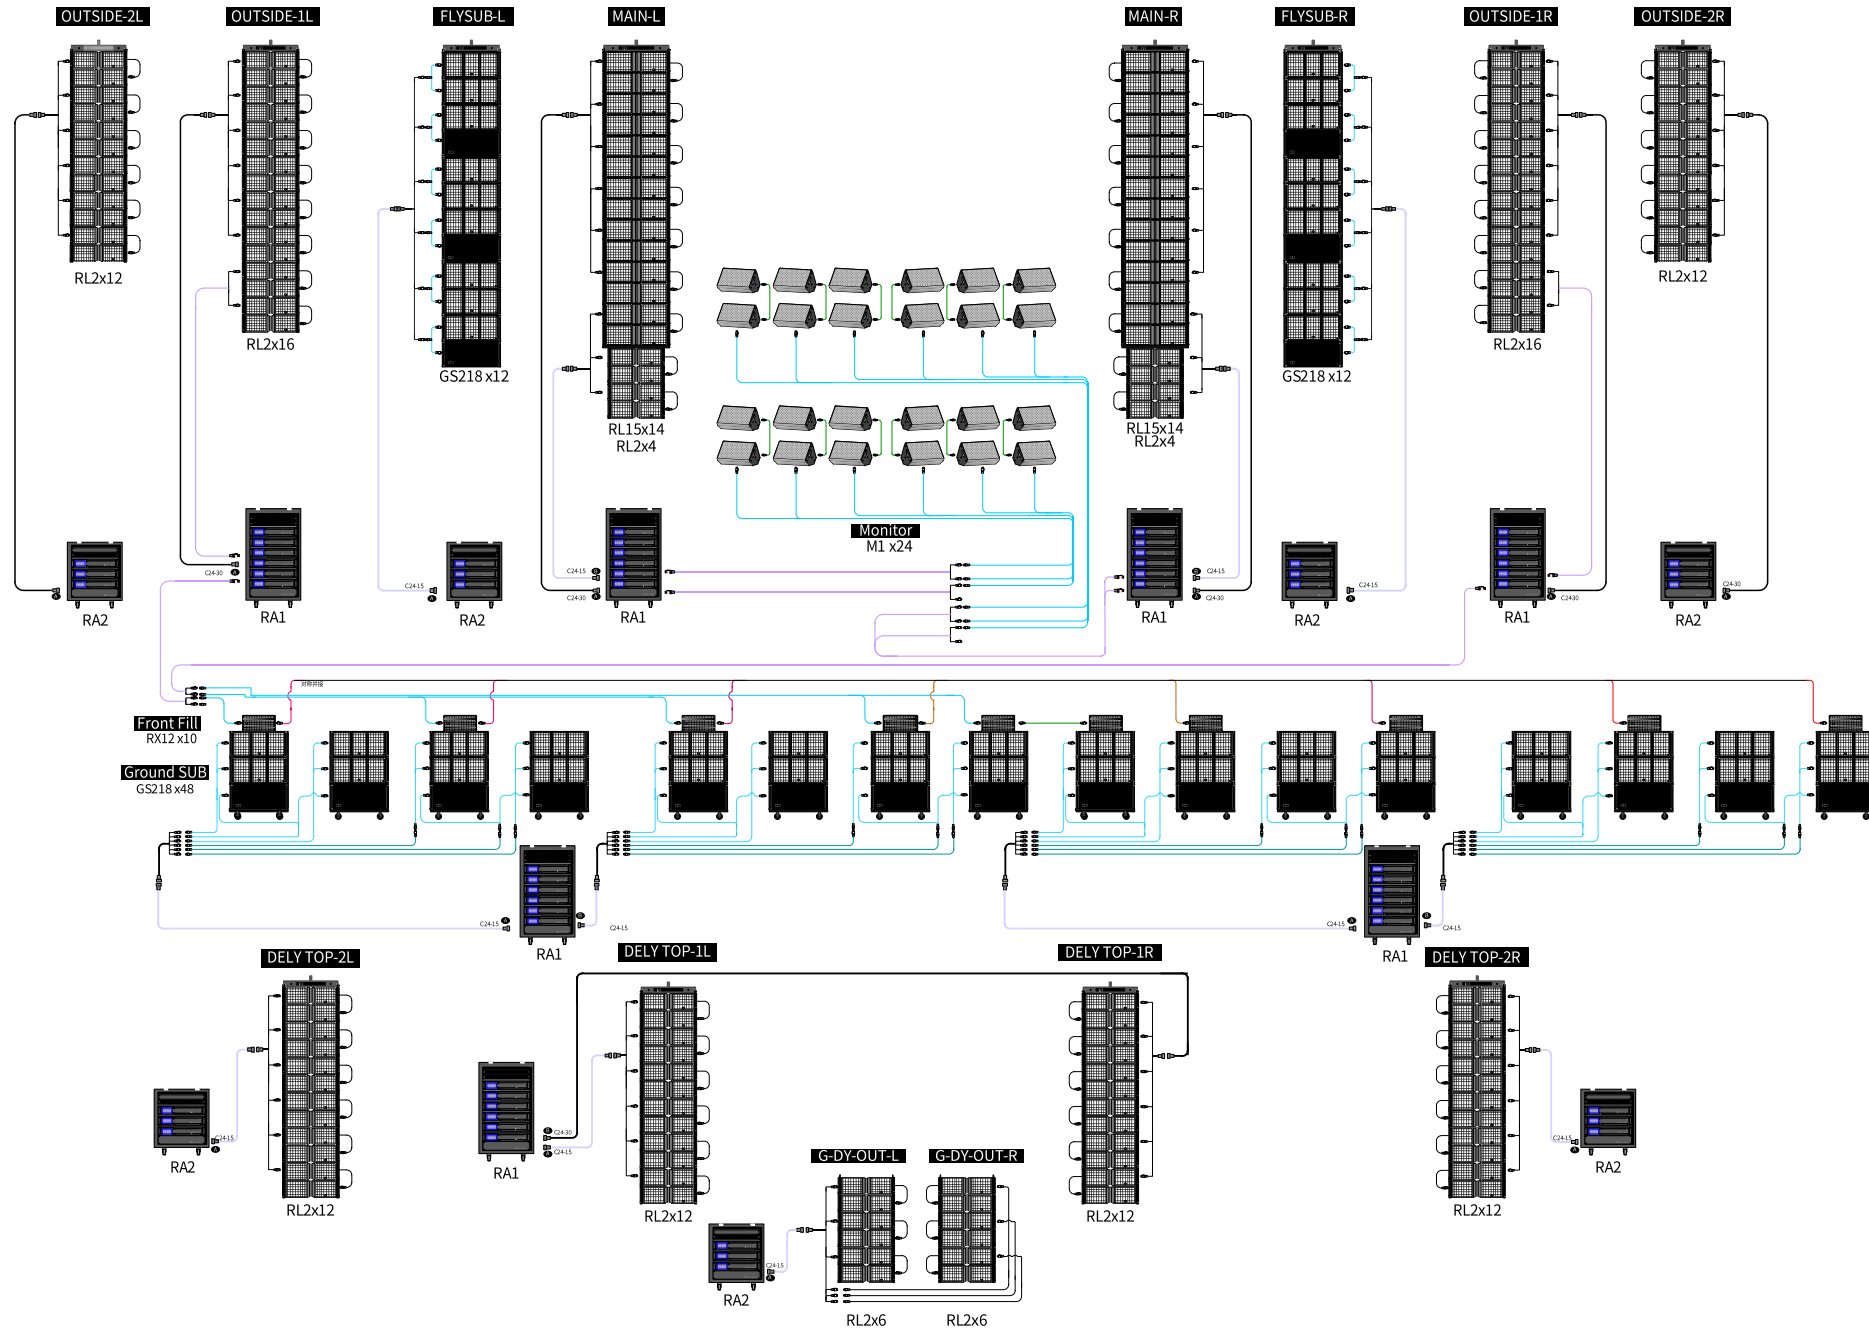 OUTSIDE-2L
OUTSIDE-1L
FLYSUB-L
MAIN-L
MAIN-R
FLYSUB-R
OUTSIDE-1R
OUTSIDE-2R
RL2x12
RL2x16
GS218 x12
RL15x14
RL2x4
RL15x14
RL2x4
GS218 x12
RL2x16
RL2x12
Monitor
M1 x24
C24-30
C24-15
C24-15
C24-30
C24-15
C24-30
C24-15
C2430
C24-30
A
A
A
B
A
B
A
A
A
A
RA2
RA1
RA2
RA1
RA1
RA2
RA1
RA2
对称并接
Front Fill
RX12 x10
Ground SUB
GS218 x48
C24-15
A
B
C24-15
C24-15
A
B
C24-15
RA1
RA1
DELY TOP-2L
DELY TOP-1L
DELY TOP-1R
DELY TOP-2R
C24-15
A
B
C24-30
A
C24-15
C24-15
A
RA2
RA1
RA2
RL2x12
RL2x12
RL2x12
RL2x12
G-DY-OUT-L
G-DY-OUT-R
C24-15
A
RA2
RL2x6
RL2x6